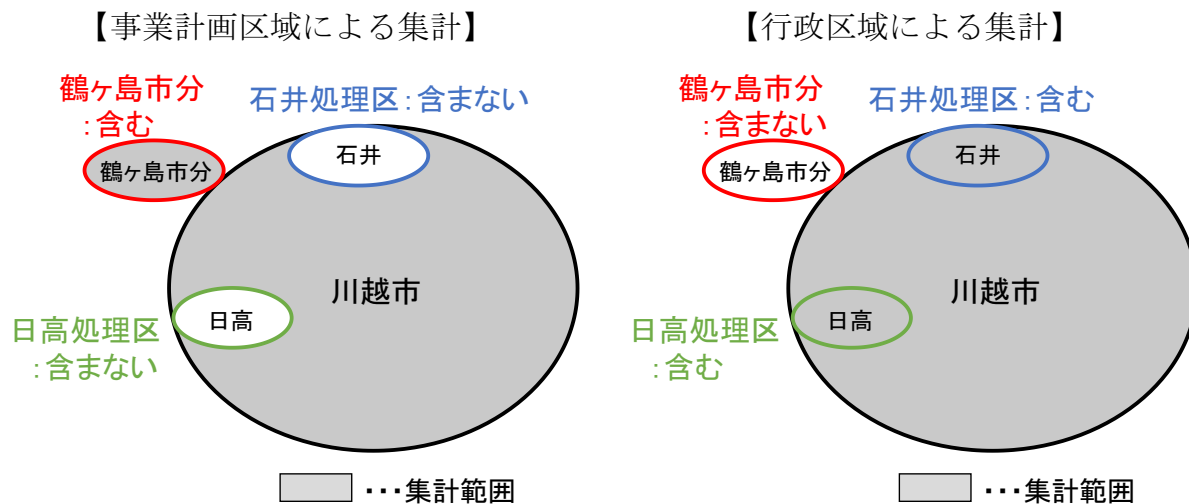 【事業計画区域による集計】
鶴ヶ島市分
：含む
石井処理区：含まない
鶴ヶ島市分
石井
川越市
日高
日高処理区
：含まない
・・・集計範囲
【行政区域による集計】
鶴ヶ島市分
：含まない
石井処理区：含む
鶴ヶ島市分
石井
川越市
日高
日高処理区
：含む
・・・集計範囲